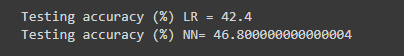 Testing accuracy (%) LR = 42.4
Testing accuracy (%) NN= 46.800000000000004